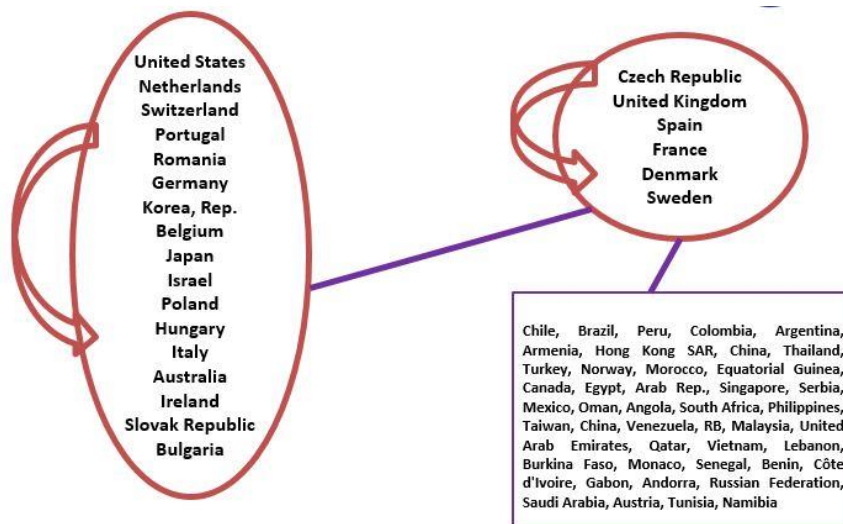 United States
Netherlands
Switzerland
Portugal
Romania
Germany
Korea, Rep.
Belgium
Japan
Israel
Poland
Hungary
Italy
Australia
Ireland
Slovak Republic
Bulgaria
Czech Republic
United Kingdom
Spain
France
Denmark
Sweden
Chile, Brazil, Peru, Colombia, Argentina,
Armenia, Hong Kong SAR, China, Thailand,
Turkey, Norway, Morocco, Equatorial Guinea,
Canada, Egypt, Arab Rep., Singapore, Serbia,
Mexico, Oman, Angola, South Africa, Philippines,
Taiwan, China, Venezuela, RB, Malaysia, United
Arab Emirates, Qatar, Vietnam, Lebanon,
Burkina Faso, Monaco, Senegal, Benin, Côte
d'Ivoire, Gabon, Andorra, Russian Federation,
Saudi Arabia, Austria, Tunisia, Namibia